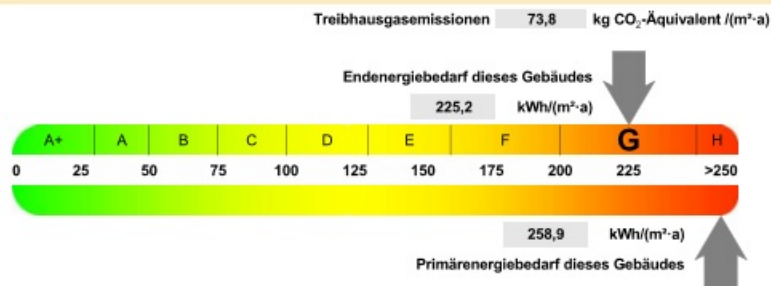 Treibhausgasemissionen 73,8 kg CO₂-Äquivalent /(m²·a)
Endenergiebedarf dieses Gebäudes
225,2 kWh/(m²·a)
A+ A B C D E F G H
0 25 50 75 100 125 150 175 200 225 >250
258,9 kWh/(m²·a)
Primärenergiebedarf dieses Gebäudes